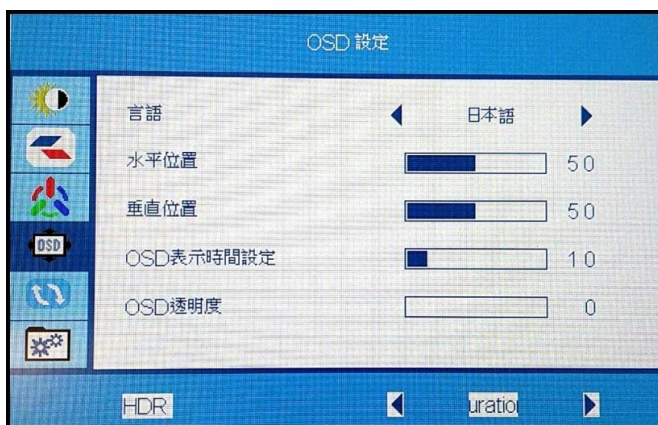 OSD 設定
言語 日本語
水平位置 50
垂直位置 50
OSD
OSD表示時間設定 10
OSD透明度 0
HDR uratio